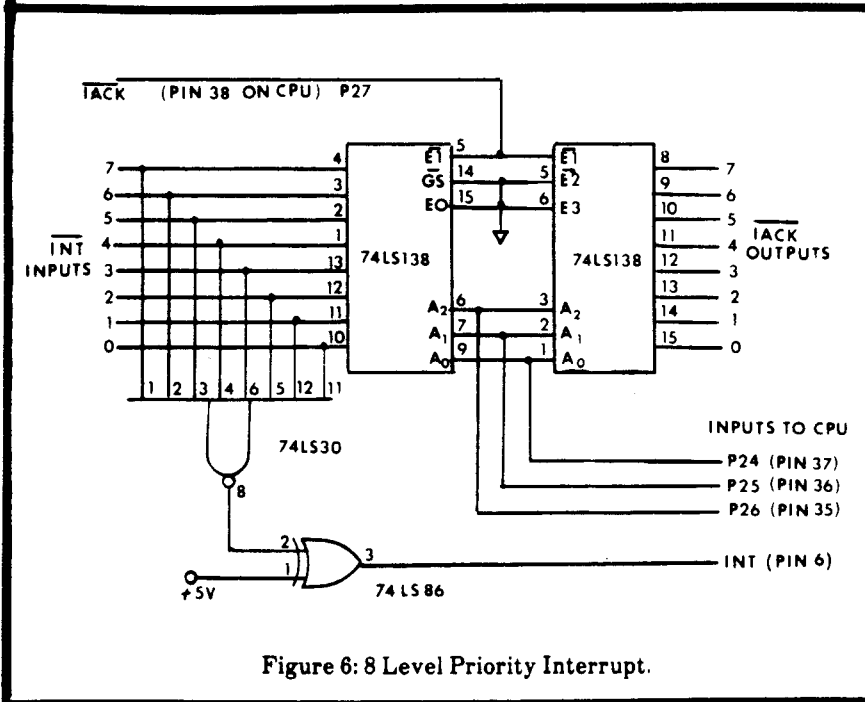 IACK (PIN 38 ON CPU) P27
7 4 E1 5 E1 8 7
6 3 GS 14 5 E2 9 6
5 2 EO 15 6 E3 10 5
INT INPUTS
4 1 74LS138 74LS138 11 4
IACK OUTPUTS
3 13 12 3
2 12 A2 6 3 A2 13 2
1 11 A1 7 2 A1 14 1
0 10 A0 9 1 A0 15 0
1 2 3 4 6 5 12 11
74LS30
8
INPUTS TO CPU
P24 (PIN 37)
P25 (PIN 36)
P26 (PIN 35)
2 3 INT (PIN 6)
1
+5V
74LS86
Figure 6: 8 Level Priority Interrupt.